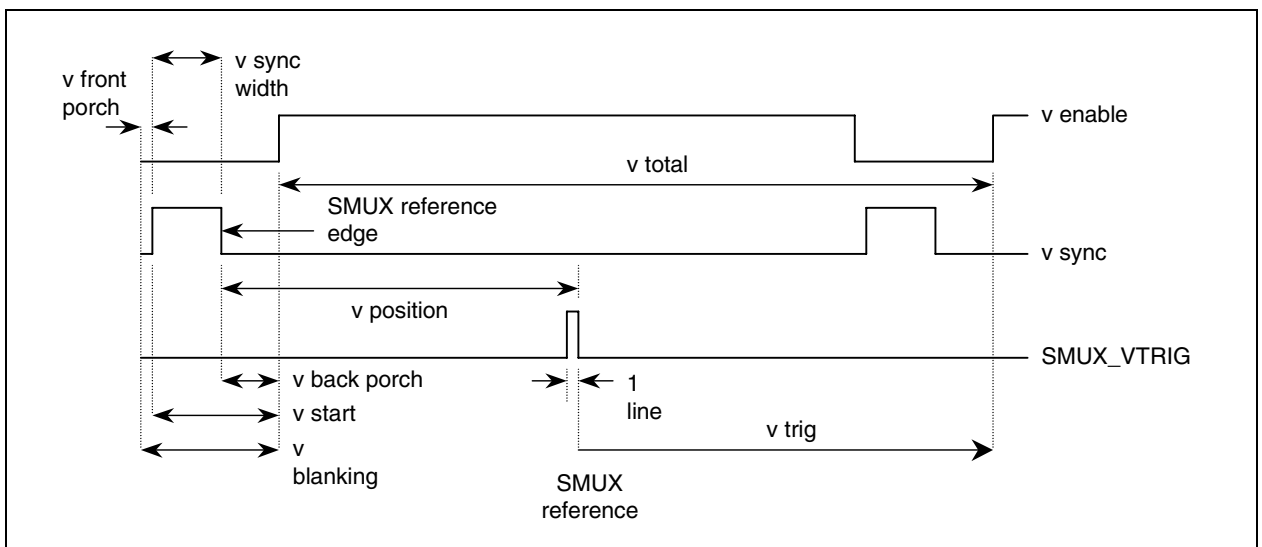 v sync
width
v front
porch
v enable
v total
SMUX reference
edge
v sync
v position
SMUX_VTRIG
v back porch
1
line
v start
v trig
v
blanking
SMUX
reference